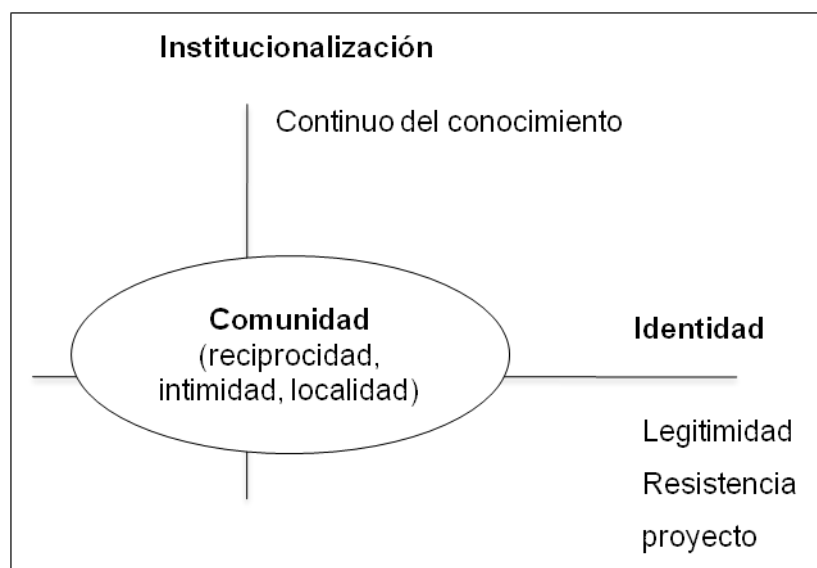 Institucionalización
Continuo del conocimiento
Comunidad
(reciprocidad,
intimidad, localidad)
Identidad
Legitimidad
Resistencia
proyecto